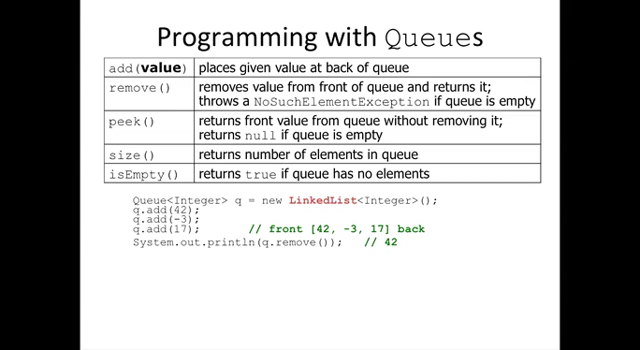 Programming with Queues
add(value) places given value at back of queue
remove() removes value from front of queue and returns it;
throws a NoSuchElementException if queue is empty
peek() returns front value from queue without removing it;
returns null if queue is empty
size() returns number of elements in queue
isEmpty() returns true if queue has no elements
Queue<Integer> q = new LinkedList<Integer>();
q.add(42);
q.add(-3);
q.add(17); // front [42, -3, 17] back
System.out.println(q.remove()); // 42